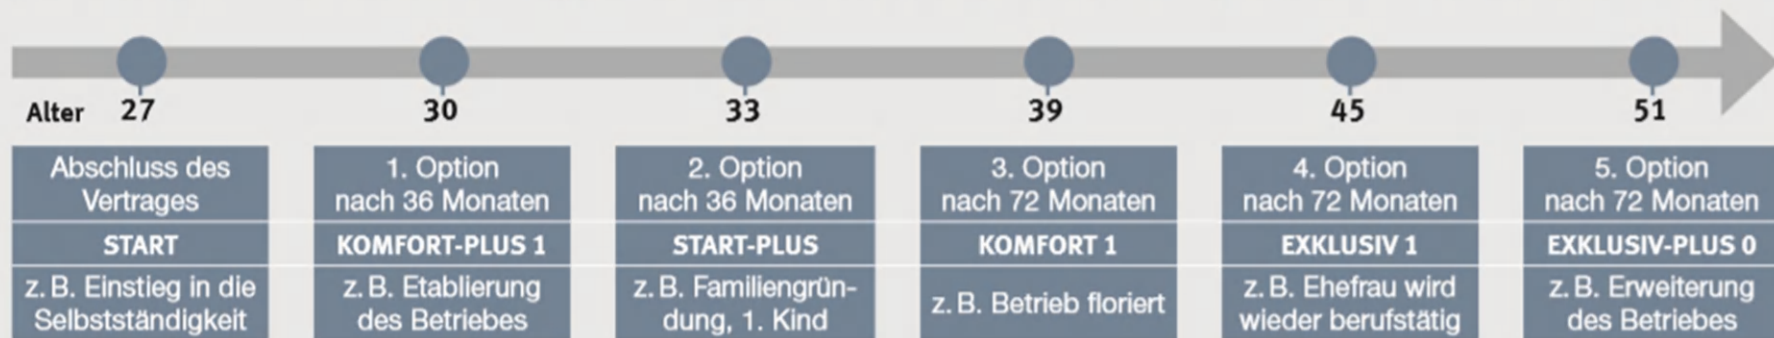 Alter 27 30 33 39 45 51
Abschluss des
Vertrages
START
z. B. Einstieg in die
Selbstständigkeit
1. Option
nach 36 Monaten
KOMFORT-PLUS 1
z. B. Etablierung
des Betriebes
2. Option
nach 36 Monaten
START-PLUS
z. B. Familiengrün-
dung, 1. Kind
3. Option
nach 72 Monaten
KOMFORT 1
z. B. Betrieb floriert
4. Option
nach 72 Monaten
EXKLUSIV 1
z. B. Ehefrau wird
wieder berufstätig
5. Option
nach 72 Monaten
EXKLUSIV-PLUS 0
z. B. Erweiterung
des Betriebes